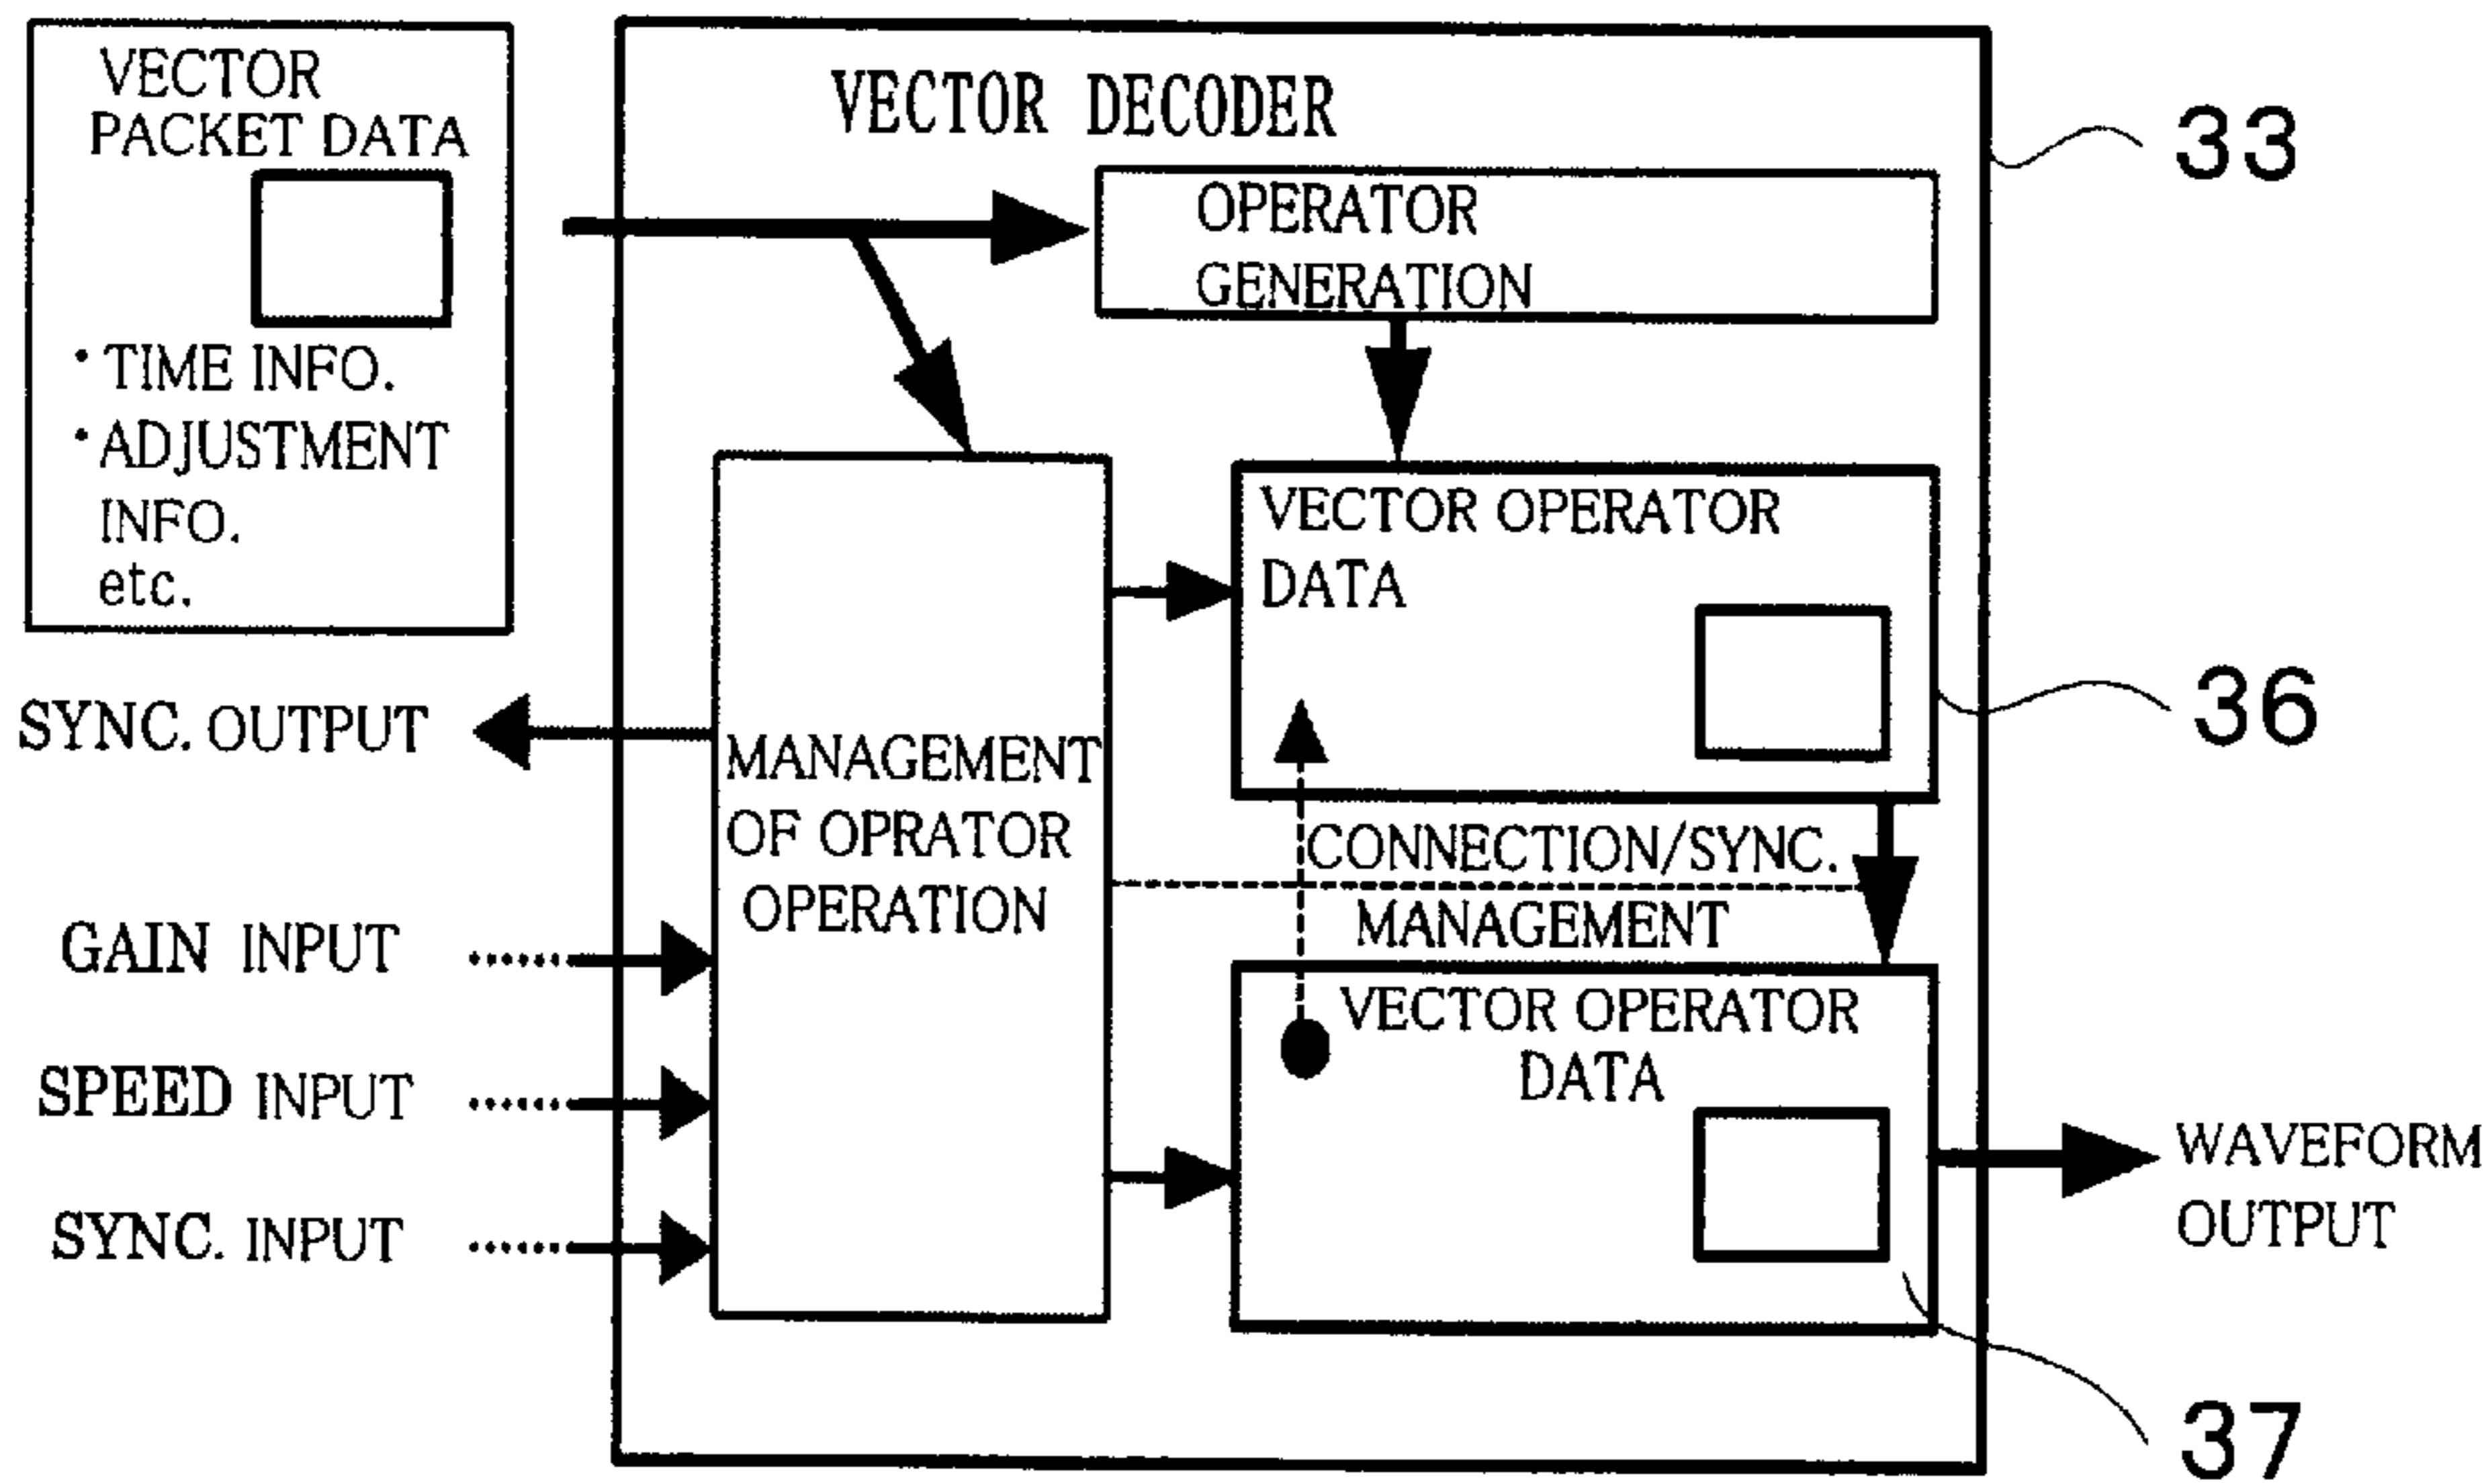 VECTOR
PACKET DATA
· TIME INFO.
· ADJUSTMENT
INFO.
etc.
VECTOR DECODER
33
OPERATOR
GENERATION
VECTOR OPERATOR
DATA
36
SYNC. OUTPUT
MANAGEMENT
OF OPRATOR
OPERATION
CONNECTION/SYNC.
MANAGEMENT
GAIN INPUT
SPEED INPUT
SYNC. INPUT
VECTOR OPERATOR
DATA
WAVEFORM
OUTPUT
37